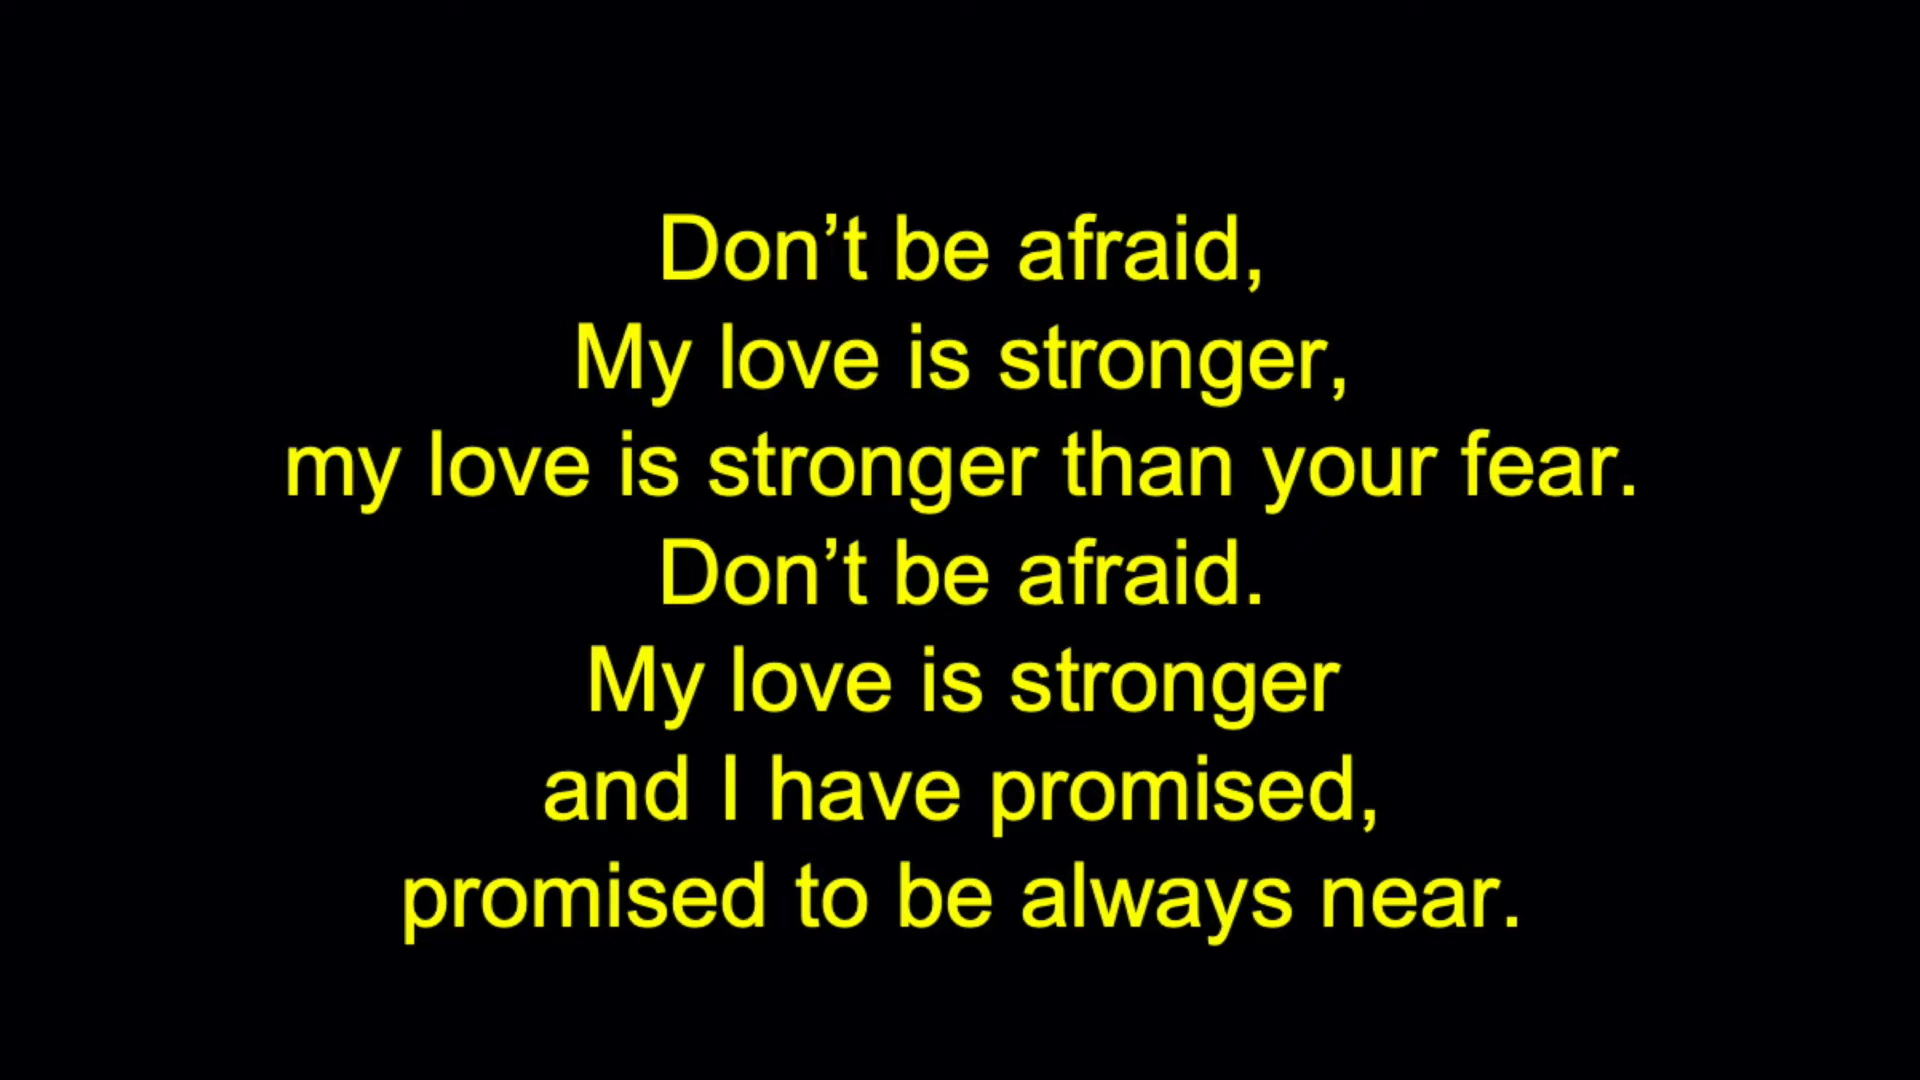 Don’t be afraid,
My love is stronger,
my love is stronger than your fear.
Don’t be afraid.
My love is stronger
and I have promised,
promised to be always near.